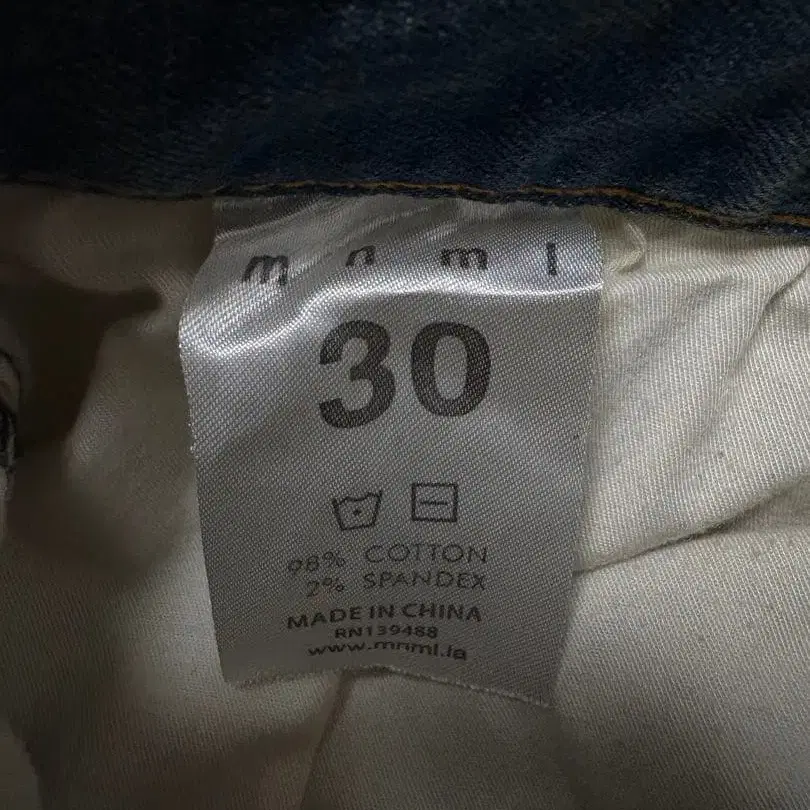 mnml
30
98% COTTON
2% SPANDEX
MADE IN CHINA
RN139488
www.mnml.la